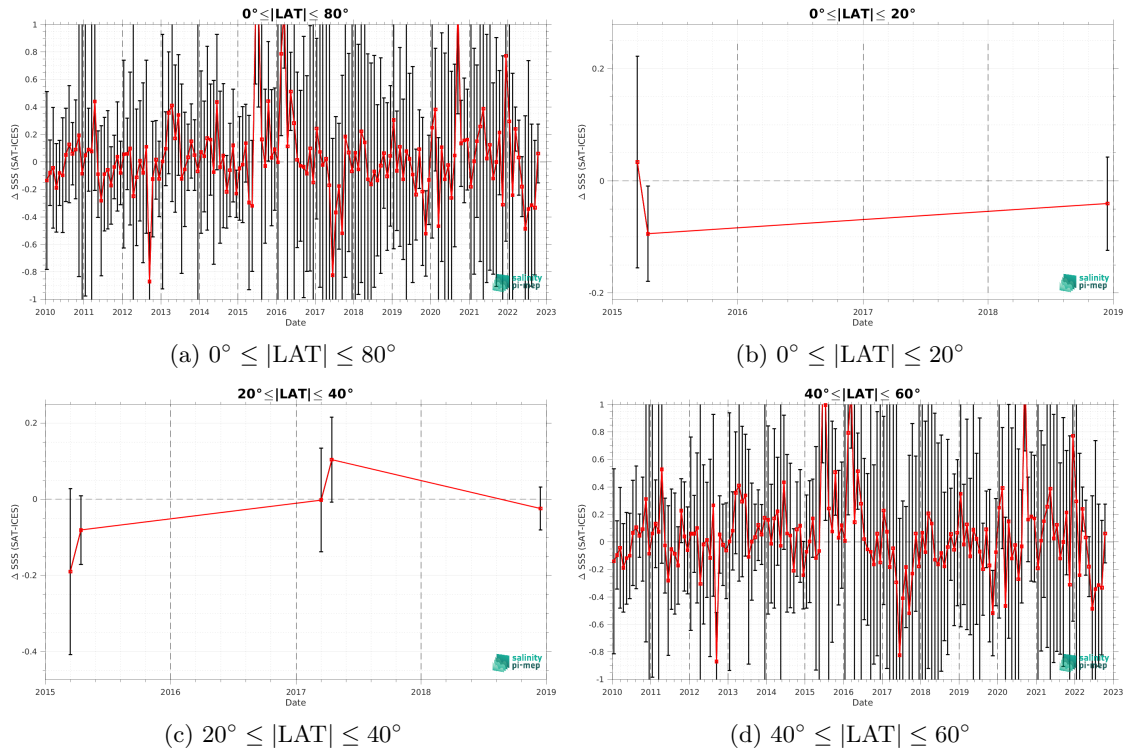 0°≤|LAT|≤ 80°
Δ SSS (SAT-ICES)
1
0.8
0.6
0.4
0.2
0
-0.2
-0.4
-0.6
-0.8
-1
2010 2011 2012 2013 2014 2015 2016 2017 2018 2019 2020 2021 2022 2023
Date
salinity
pi-mep
(a) 0° ≤ |LAT| ≤ 80°
0°≤|LAT|≤ 20°
Δ SSS (SAT-ICES)
0.2
0
-0.2
2015 2016 2017 2018 2019
Date
salinity
pi-mep
(b) 0° ≤ |LAT| ≤ 20°
20°≤|LAT|≤ 40°
Δ SSS (SAT-ICES)
0.2
0
-0.2
-0.4
2015 2016 2017 2018 2019
Date
salinity
pi-mep
(c) 20° ≤ |LAT| ≤ 40°
40°≤|LAT|≤ 60°
Δ SSS (SAT-ICES)
1
0.8
0.6
0.4
0.2
0
-0.2
-0.4
-0.6
-0.8
-1
2010 2011 2012 2013 2014 2015 2016 2017 2018 2019 2020 2021 2022 2023
Date
salinity
pi-mep
(d) 40° ≤ |LAT| ≤ 60°